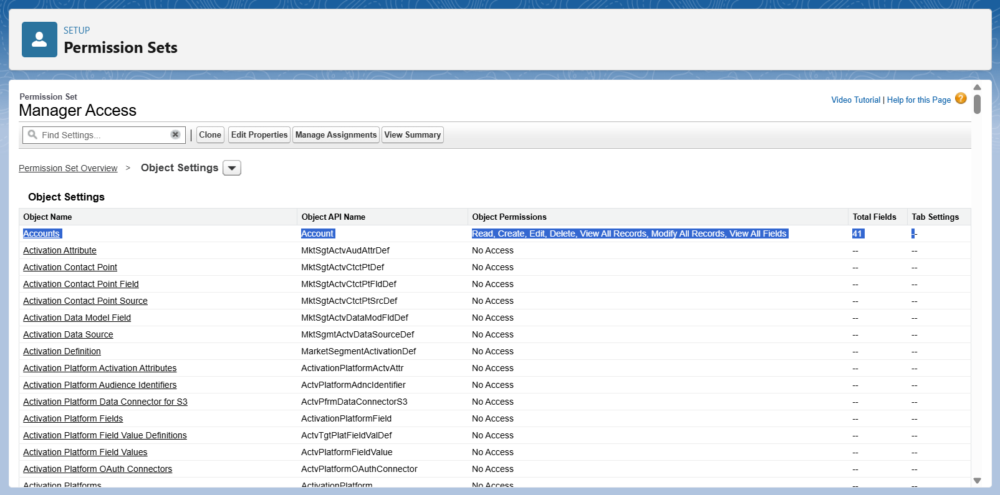 SETUP
Permission Sets
Permission Set
Manager Access
Video Tutorial | Help for this Page ?
Find Settings... Clone Edit Properties Manage Assignments View Summary
Permission Set Overview > Object Settings
Object Settings
Object Name Object API Name Object Permissions Total Fields Tab Settings
Accounts Account Read, Create, Edit, Delete, View All Records, Modify All Records, View All Fields 41 --
Activation Attribute MktSgtActvAudAttrDef No Access -- --
Activation Contact Point MktSgtActvCtctPtDef No Access -- --
Activation Contact Point Field MktSgtActvCtctPtFldDef No Access -- --
Activation Contact Point Source MktSgtActvCtctPtSrcDef No Access -- --
Activation Data Model Field MktSgtActvDataModFldDef No Access -- --
Activation Data Source MktSgmtActvDataSourceDef No Access -- --
Activation Definition MarketSegmentActivationDef No Access -- --
Activation Platform Activation Attributes ActivationPlatformActvAttr No Access -- --
Activation Platform Audience Identifiers ActvPlatformAdncIdentifier No Access -- --
Activation Platform Data Connector for S3 ActvPfrmDataConnectorS3 No Access -- --
Activation Platform Fields ActivationPlatformField No Access -- --
Activation Platform Field Value Definitions ActvTgtPlatFieldValDef No Access -- --
Activation Platform Field Values ActvPlatformFieldValue No Access -- --
Activation Platform OAuth Connectors ActvPlatformOAuthConnector No Access -- --
Activation Platforms ActivationPlatform No Access -- --